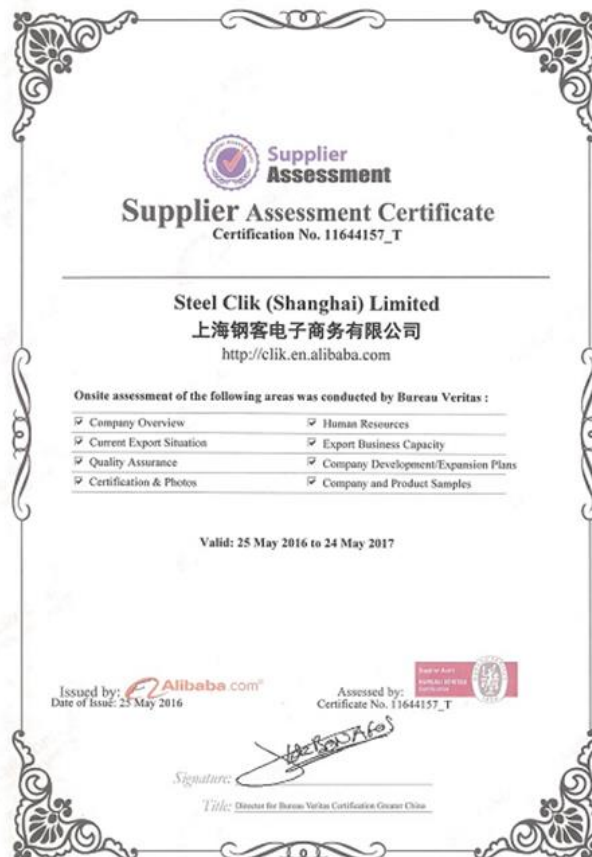 Supplier
Assessment
Supplier Assessment Certificate
Certification No. 11644157_T
Steel Clik (Shanghai) Limited
上海钢客电子商务有限公司
http://clik.en.alibaba.com
Onsite assessment of the following areas was conducted by Bureau Veritas :
Company Overview
Human Resources
Current Export Situation
Export Business Capacity
Quality Assurance
Company Development/Expansion Plans
Certification & Photos
Company and Product Samples
Valid: 25 May 2016 to 24 May 2017
Issued by: Alibaba.com®
Date of Issue: 25 May 2016
Assessed by:
Certificate No. 11644157_T
Signature:
Title: Director for Bureau Veritas Certification Greater China